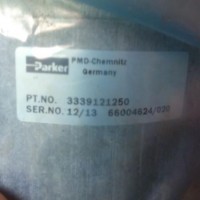 Parker
PMD-Chemnitz
Germany
PT.NO. 3339121250
SER.NO. 12/13 66004624/030